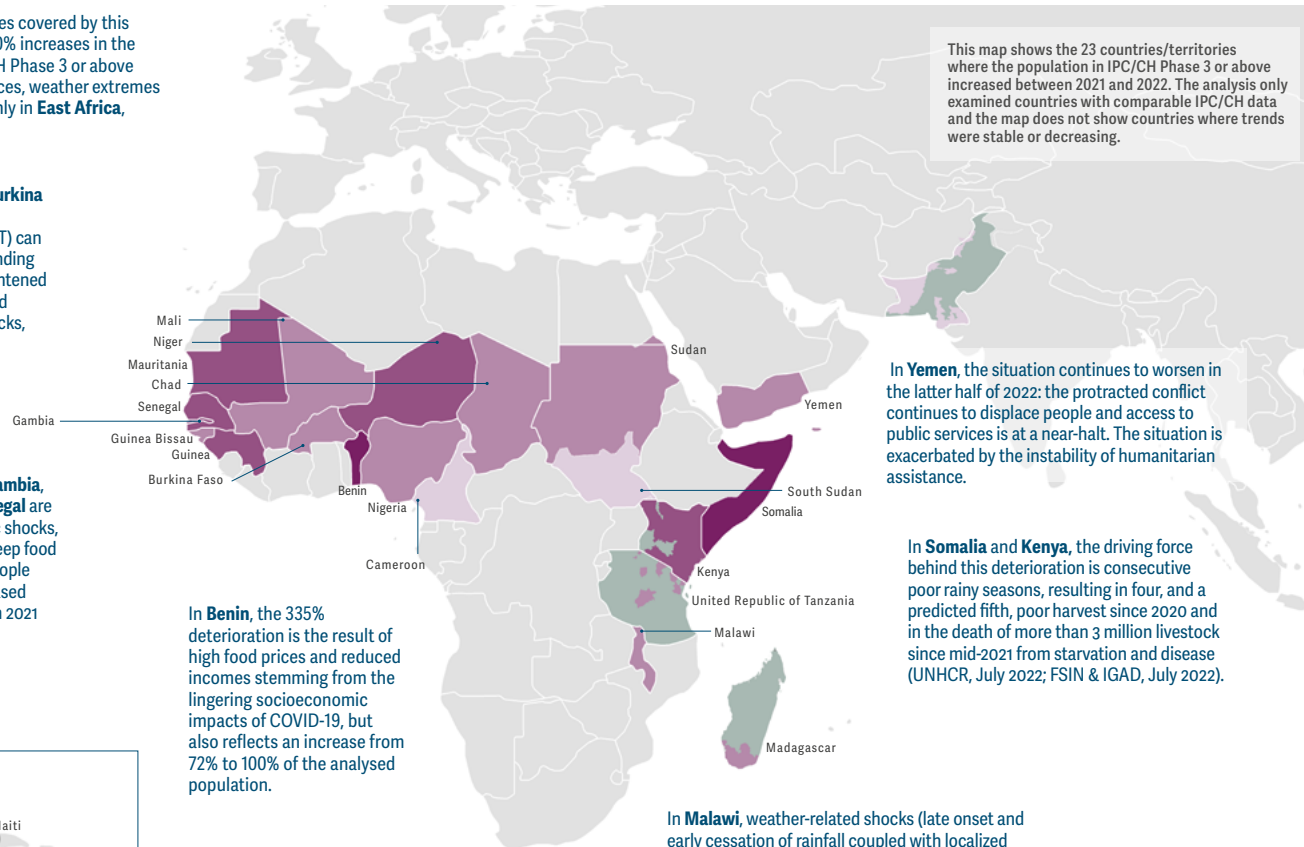 es covered by this
0% increases in the
H Phase 3 or above
ces, weather extremes
nly in East Africa,
urkina
T) can
nding
ntened
d
cks,
ambia,
egal are
shocks,
eep food
ople
sed
2021
This map shows the 23 countries/territories
where the population in IPC/CH Phase 3 or above
increased between 2021 and 2022. The analysis only
examined countries with comparable IPC/CH data
and the map does not show countries where trends
were stable or decreasing.
Mali
Niger
Mauritania
Chad
Senegal
Gambia
Guinea Bissau
Guinea
Burkina Faso
Benin
Nigeria
Cameroon
Sudan
Yemen
South Sudan
Somalia
Kenya
United Republic of Tanzania
Malawi
Madagascar
In Yemen, the situation continues to worsen in
the latter half of 2022: the protracted conflict
continues to displace people and access to
public services is at a near-halt. The situation is
exacerbated by the instability of humanitarian
assistance.
In Somalia and Kenya, the driving force
behind this deterioration is consecutive
poor rainy seasons, resulting in four, and a
predicted fifth, poor harvest since 2020 and
in the death of more than 3 million livestock
since mid-2021 from starvation and disease
(UNHCR, July 2022; FSIN & IGAD, July 2022).
In Benin, the 335%
deterioration is the result of
high food prices and reduced
incomes stemming from the
lingering socioeconomic
impacts of COVID-19, but
also reflects an increase from
72% to 100% of the analysed
population.
In Malawi, weather-related shocks (late onset and
early cessation of rainfall coupled with localized
aiti